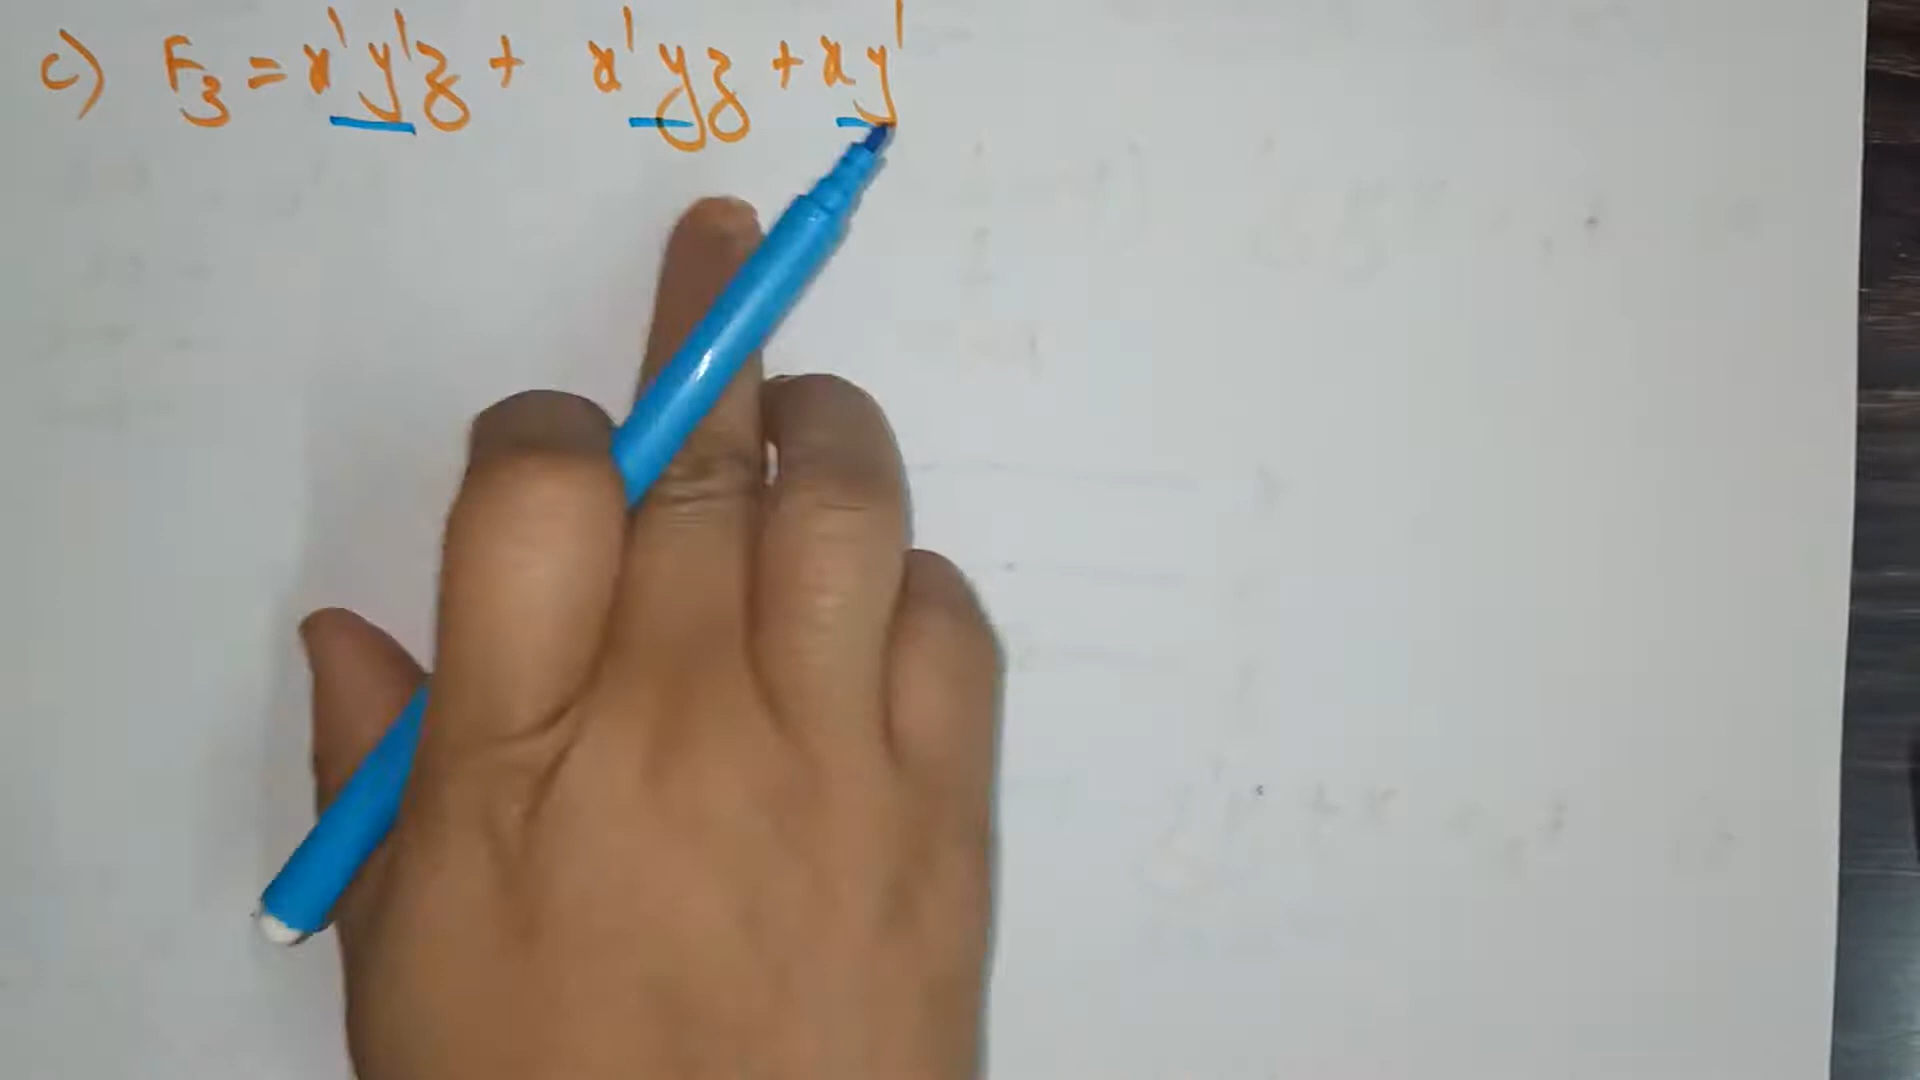 c) F₃ = x'y'z + x'yz + xy'